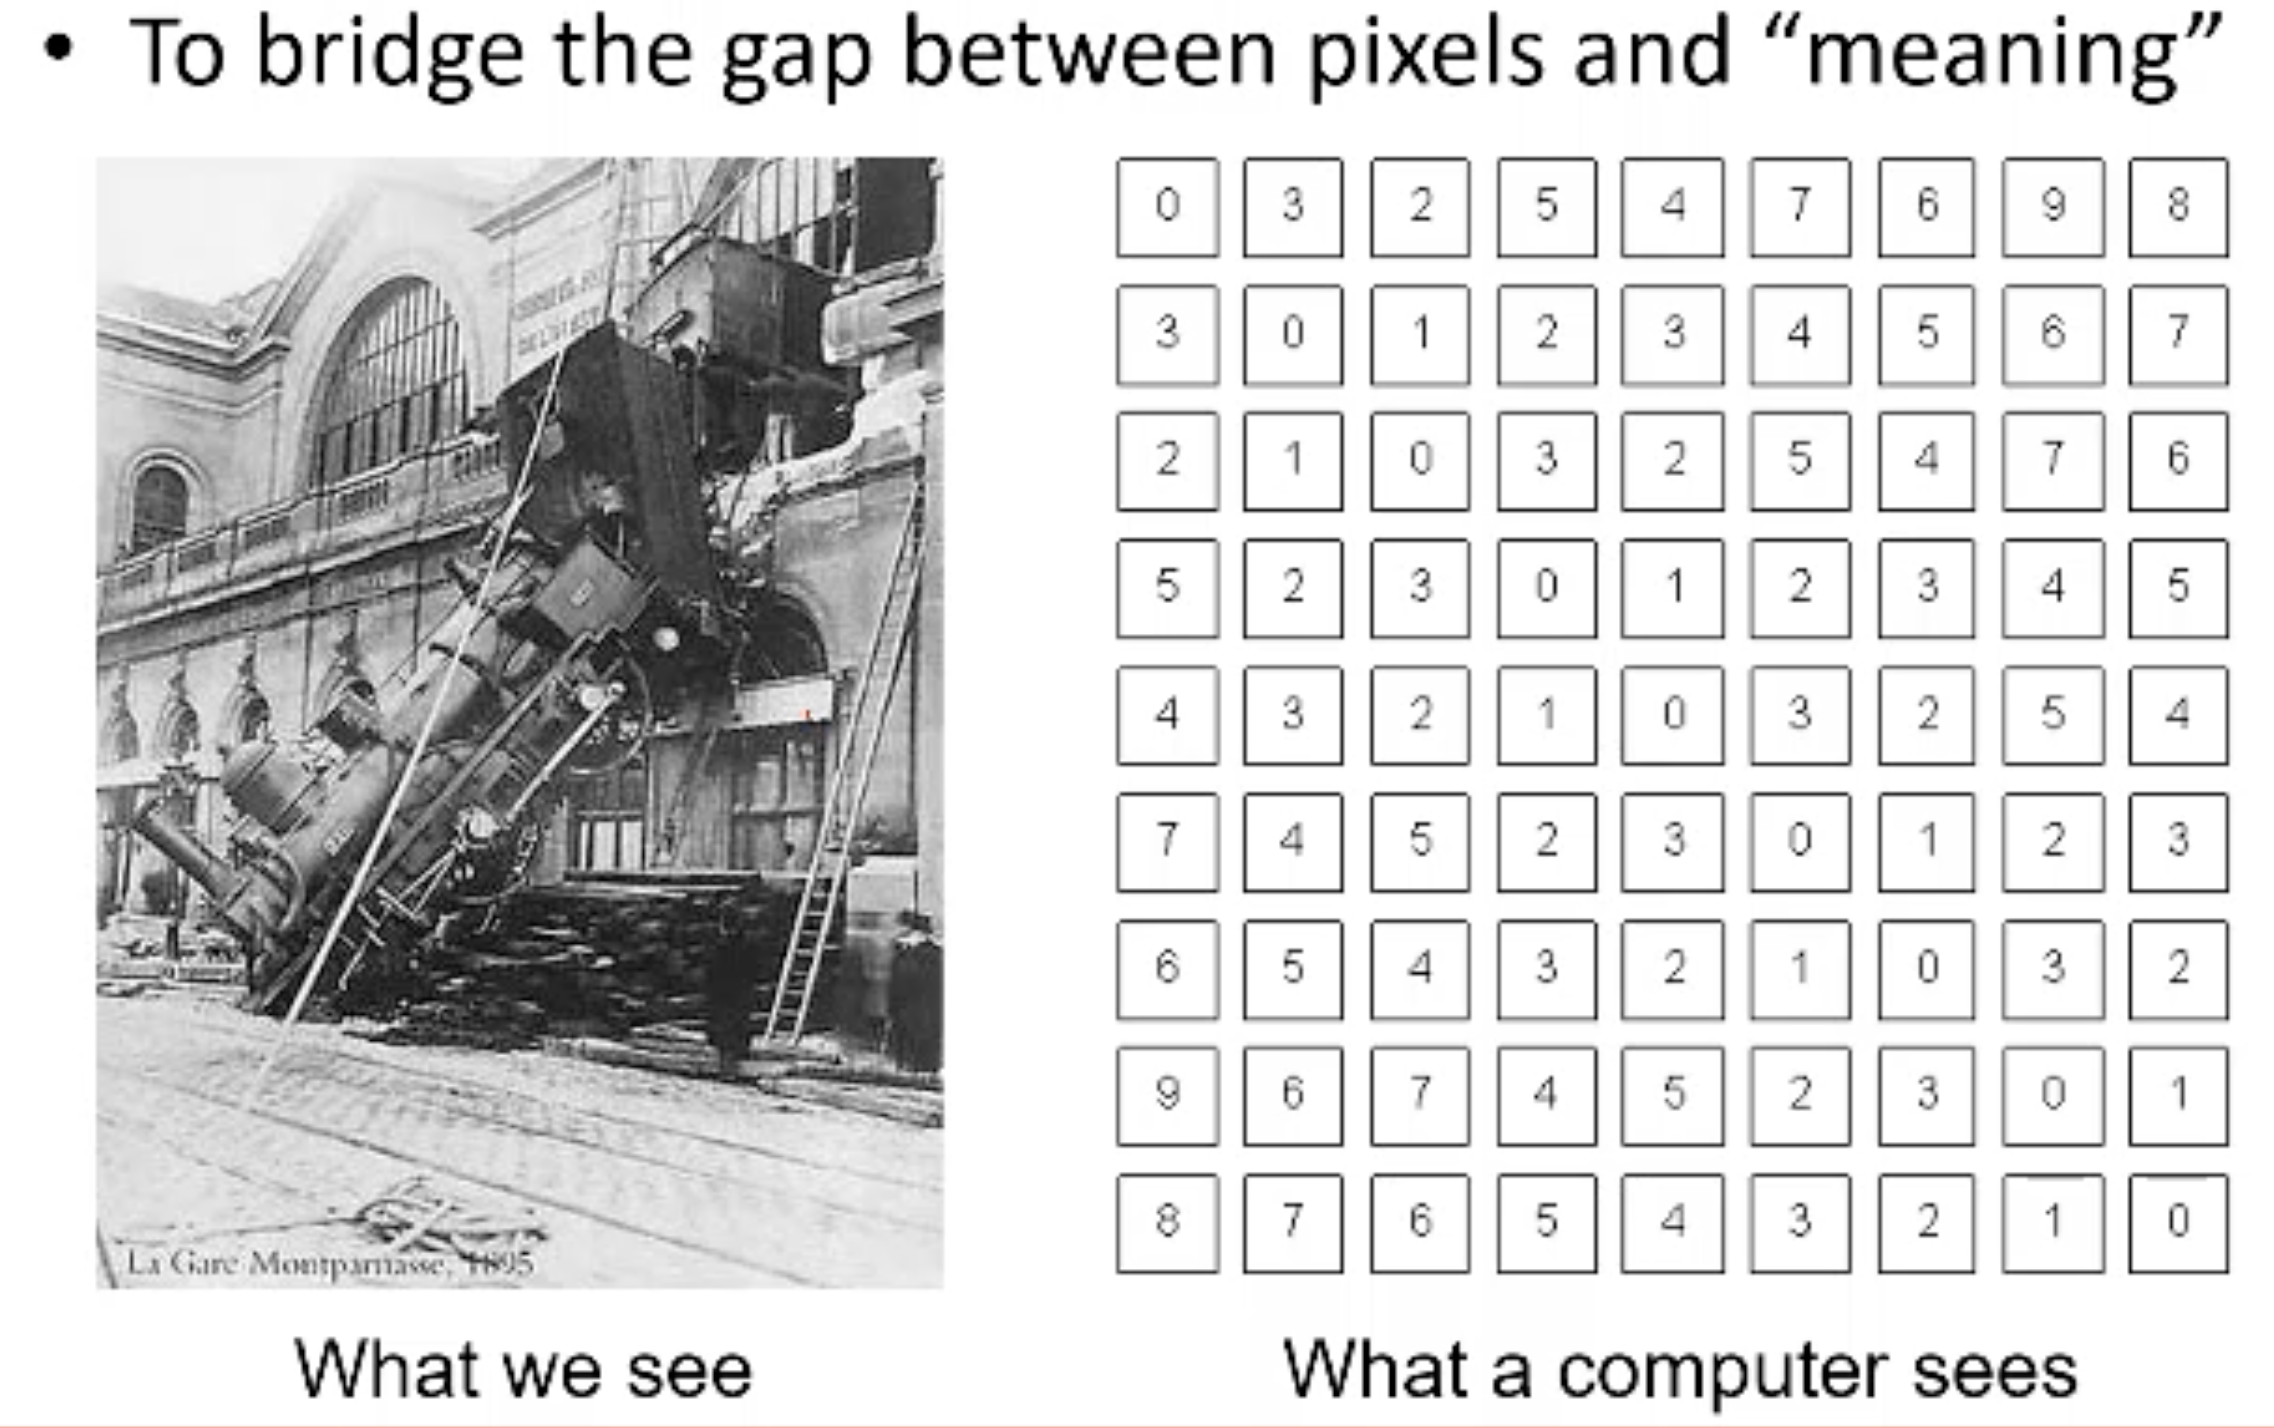 • To bridge the gap between pixels and “meaning”
La Gare Montparnasse, 1895
What we see
0 3 2 5 4 7 6 9 8
3 0 1 2 3 4 5 6 7
2 1 0 3 2 5 4 7 6
5 2 3 0 1 2 3 4 5
4 3 2 1 0 3 2 5 4
7 4 5 2 3 0 1 2 3
6 5 4 3 2 1 0 3 2
9 6 7 4 5 2 3 0 1
8 7 6 5 4 3 2 1 0
What a computer sees